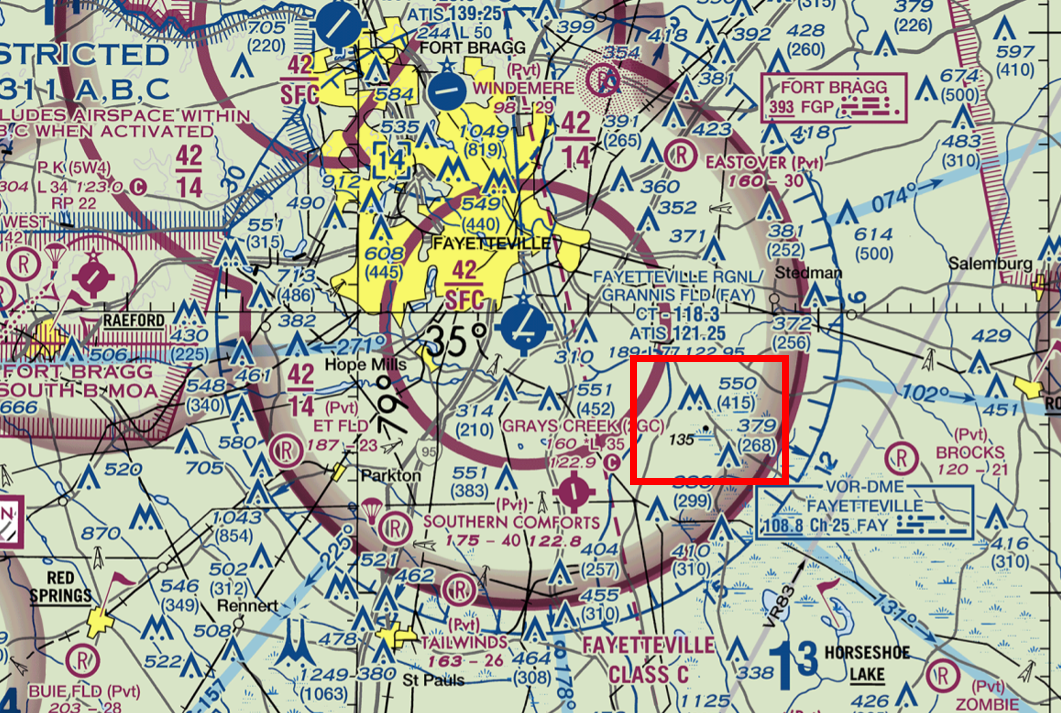 705
(220)
ATIS 139.25
244 L 50
FORT BRAGG
399
354
418
392
(315)
428
(260)
379
(226)
597
(410)
STRICTED
311 A,B,C
LUDES AIRSPACE WITHIN
B C WHEN ACTIVATED
42
SFC
584
(Pvt)
WINDEMERE
98 - 29
381
FORT BRAGG
393 FGP
674
(500)
P K (5W4)
304 L 34 123.0 C
RP 22
42
14
535
14
1049
(819)
42
14
391
(265)
423
418
483
(310)
R
EASTOVER (Pvt)
160 - 30
WEST
42
30
912
490
549
(440)
360
352
074°
551
(315)
FAYETTEVILLE
371
381
(252)
614
(500)
R
R
608
(445)
42
SFC
FAYETTEVILLE RGNL/
GRANNIS FLD (FAY)
CT - 118.3
ATIS 121.25
189 L 77 122.95
Stedman
Salemburg
713
(486)
6
RAEFORD
382
35°
310
372
(256)
429
430
(225)
506
271°
Hope Mills
FORT BRAGG
SOUTH B MOA
666
461
548
(340)
42
14
79°
551
(452)
550
(415)
102°
451
(Pvt)
ET FLD
187 - 23
314
(210)
GRAYS CREEK (2GC)
60 L 35
122.9 C
135
379
(268)
R
580
R
95
12
R
(Pvt)
BROCKS
120 - 21
520
705
Parkton
551
(383)
(299)
VOR-DME
FAYETTEVILLE
108.8 Ch 25 FAY
N
870
1043
(854)
R
(Pvt)
SOUTHERN COMFORTS
175 - 40 122.8
225°
521
404
(257)
410
(310)
416
(310)
RED
SPRINGS
546
(349)
502
(312)
Rennert
462
R
455
(310)
VR83
131°
508
478
(Pvt)
TAILWINDS
163 - 26
FAYETTEVILLE
CLASS C
13
HORSESHOE
LAKE
R
522
464
(308)
338
R
BUIE FLD (Pvt)
203 - 28
215°
1249
(1063)
380
St Pauls
178°
1125
426
(Pvt)
ZOMBIE
4